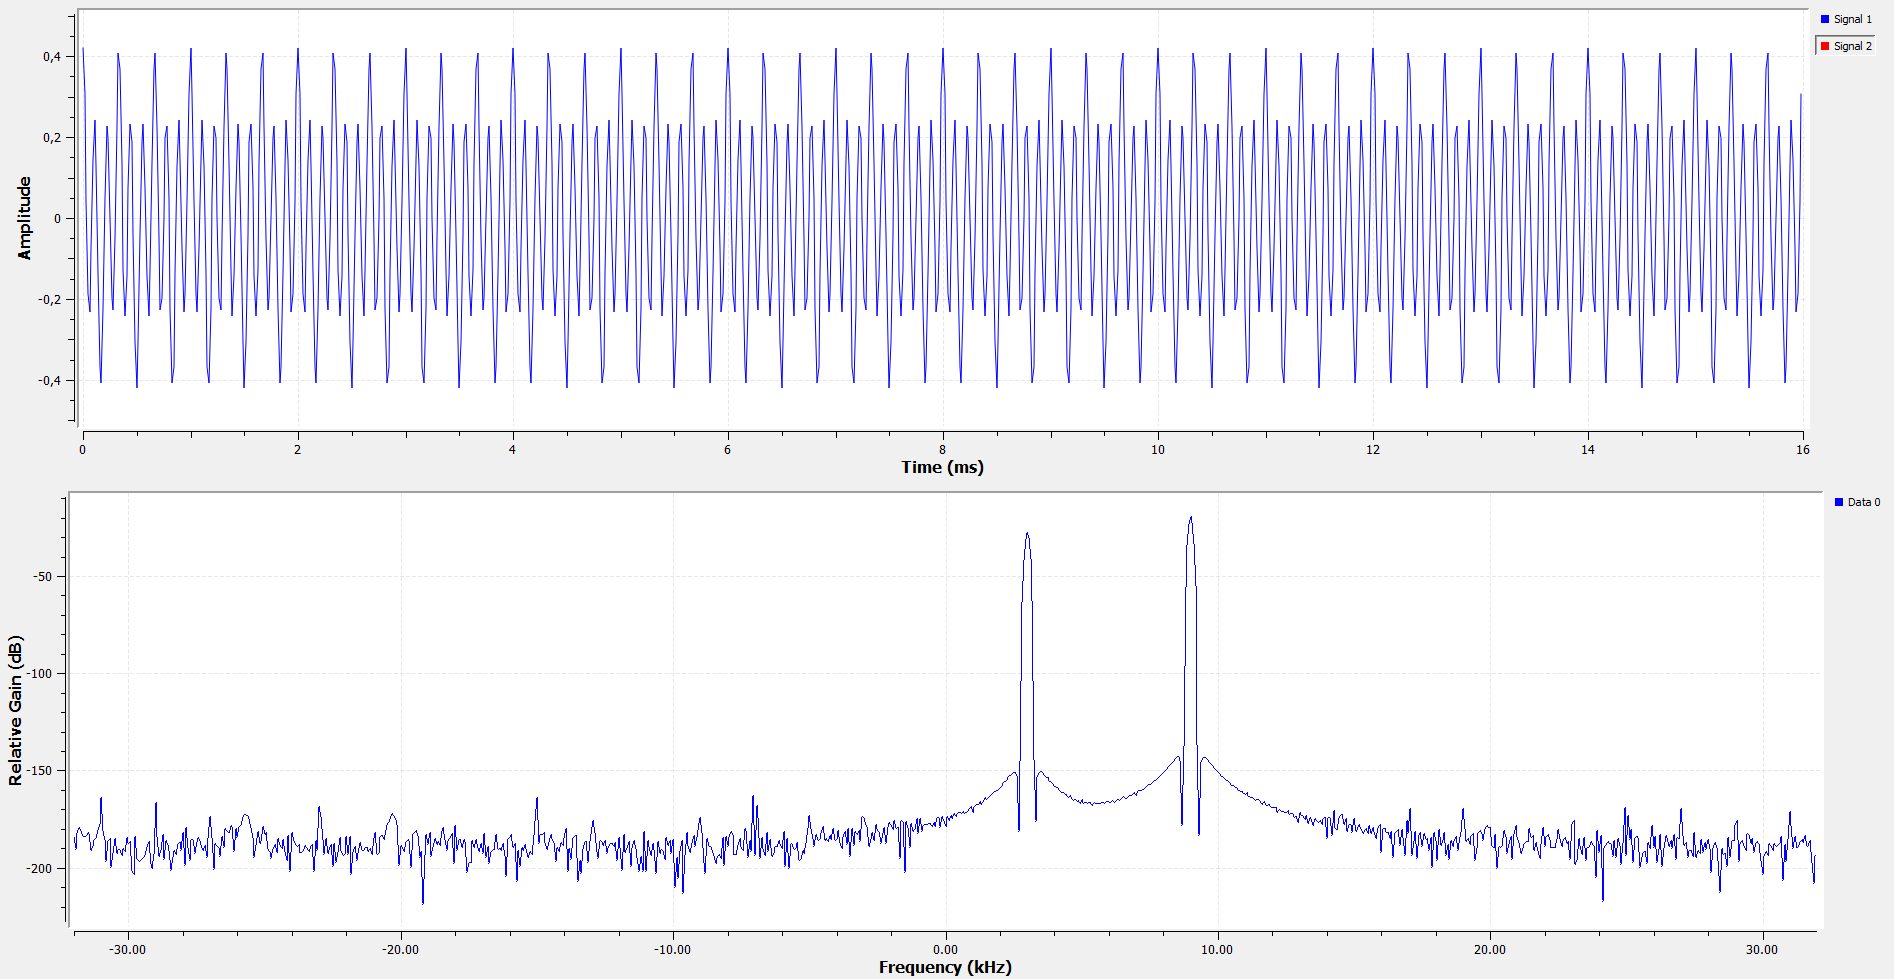 Signal 1
Signal 2
0,4
0,2
0
-0,2
-0,4
Amplitude
0 2 4 6 8 10 12 14 16
Time (ms)
Data 0
-50
-100
-150
-200
Relative Gain (dB)
-30.00 -20.00 -10.00 0.00 10.00 20.00 30.00
Frequency (kHz)